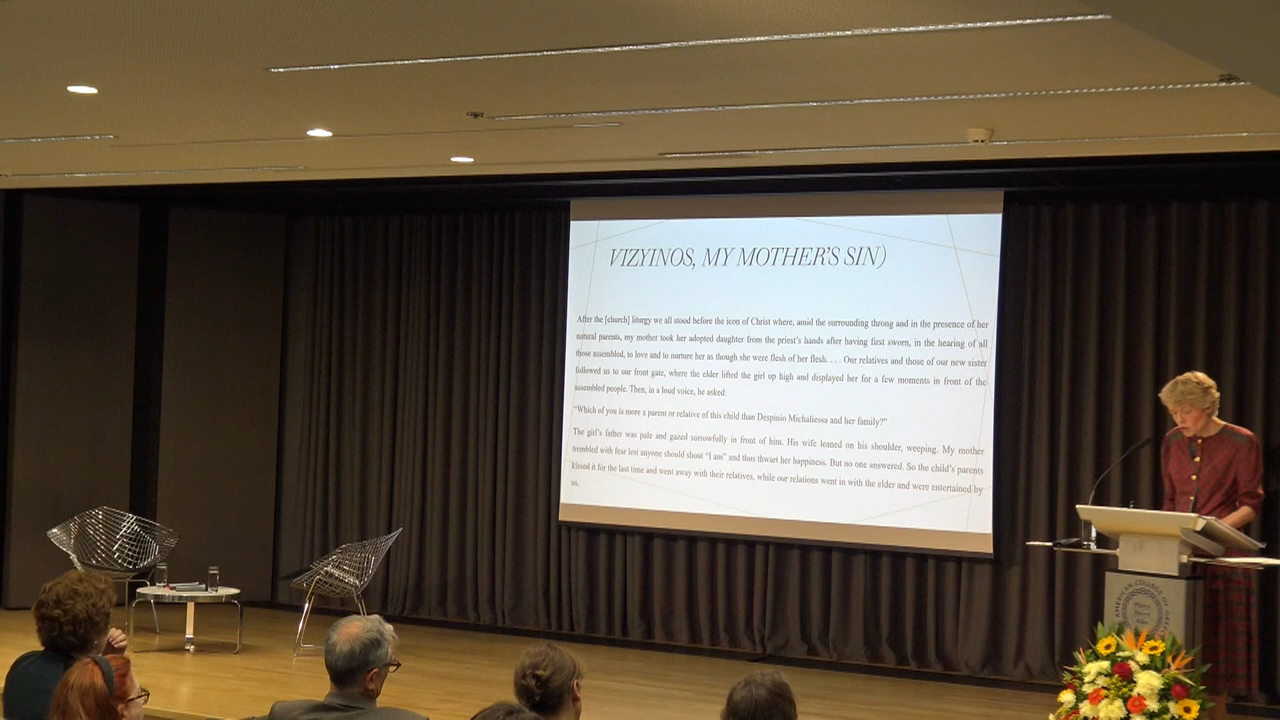 VIZYINOS, MY MOTHER'S SIN)
After the [church] liturgy we all stood before the icon of Christ where, amid the surrounding throng and in the presence of her
natural parents, my mother took her adopted daughter from the priest's hands after having first sworn, in the hearing of all
those assembled, to love and to nurture her as though she were flesh of her flesh. . . . Our relatives and those of our new sister
followed us to our front gate, where the elder lifted the girl up high and displayed her for a few moments in front of the
assembled people. Then, in a loud voice, he asked:
"Which of you is more a parent or relative of this child than Despinio Michaliessa and her family?"
The girl's father was pale and gazed sorrowfully in front of him. His wife leaned on his shoulder, weeping. My mother
trembled with fear lest anyone should shout "I am" and thus thwart her happiness. But no one answered. So the child's parents
kissed it for the last time and went away with their relatives, while our relations went in with the elder and were entertained by
us.
AMERICAN COLLEGE OF